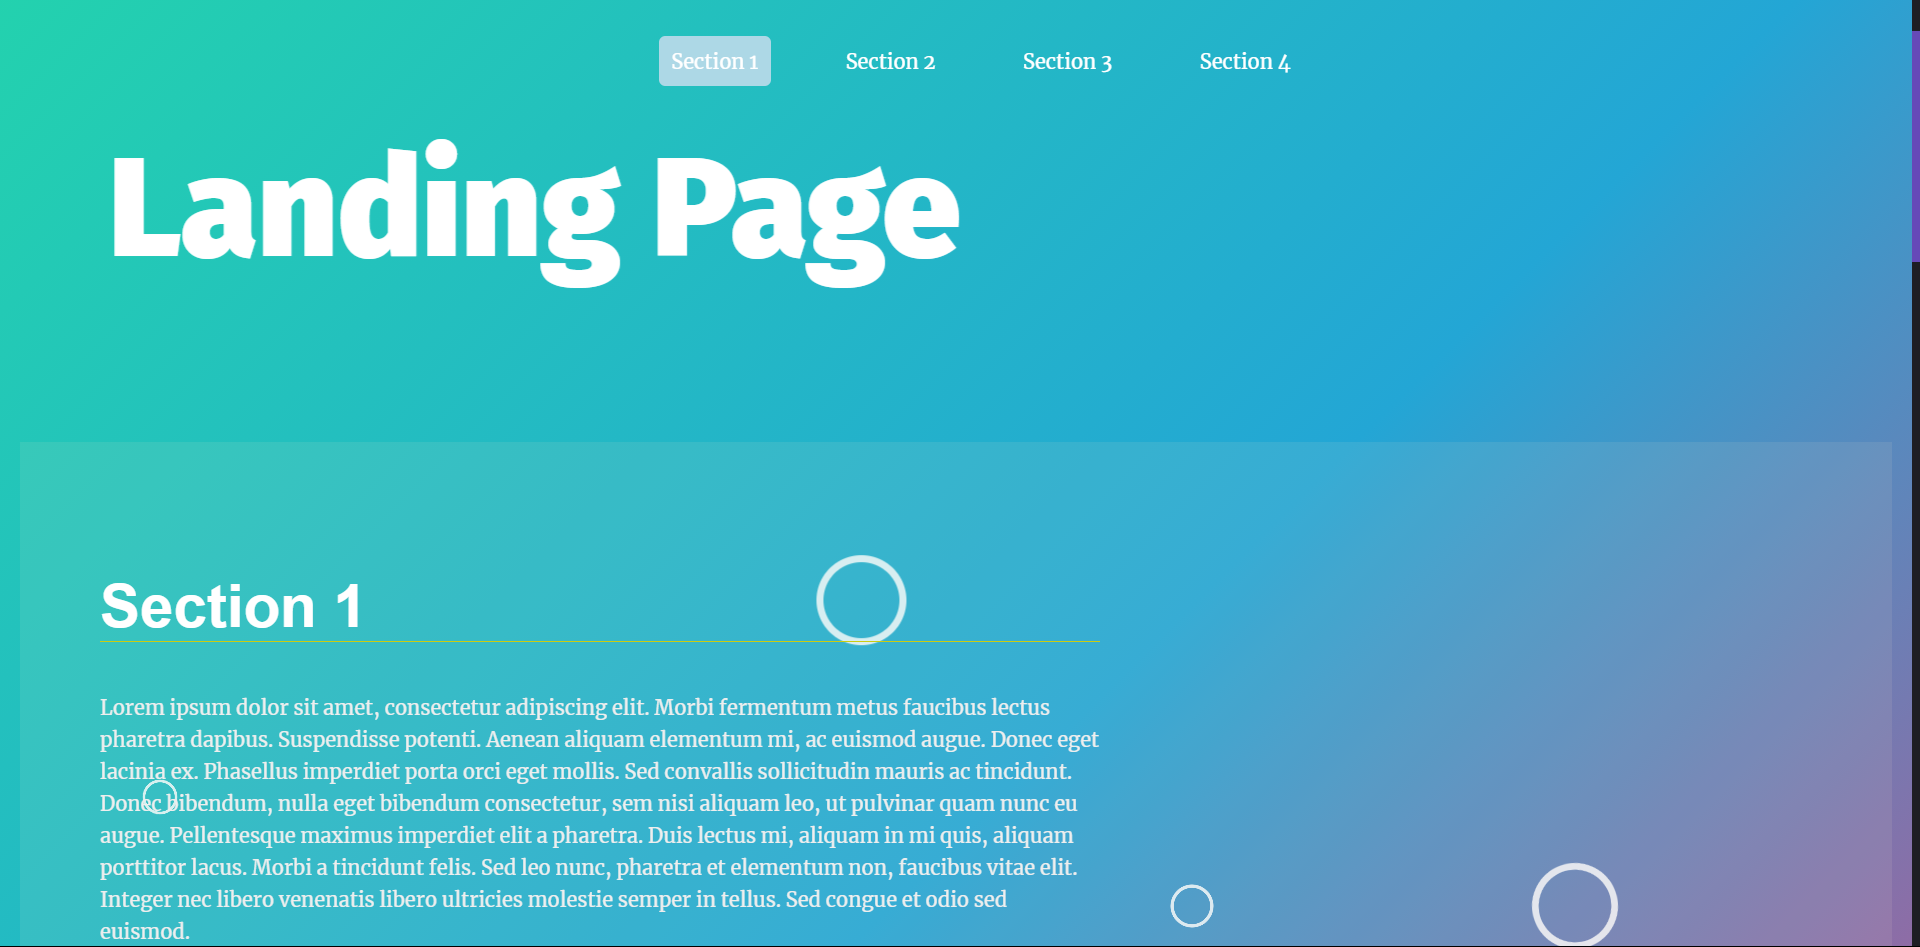 Section 1 Section 2 Section 3 Section 4
Landing Page
Section 1
Lorem ipsum dolor sit amet, consectetur adipiscing elit. Morbi fermentum metus faucibus lectus
pharetra dapibus. Suspendisse potenti. Aenean aliquam elementum mi, ac euismod augue. Donec eget
lacinia ex. Phasellus imperdiet porta orci eget mollis. Sed convallis sollicitudin mauris ac tincidunt.
Donec bibendum, nulla eget bibendum consectetur, sem nisi aliquam leo, ut pulvinar quam nunc eu
augue. Pellentesque maximus imperdiet elit a pharetra. Duis lectus mi, aliquam in mi quis, aliquam
porttitor lacus. Morbi a tincidunt felis. Sed leo nunc, pharetra et elementum non, faucibus vitae elit.
Integer nec libero venenatis libero ultricies molestie semper in tellus. Sed congue et odio sed
euismod.